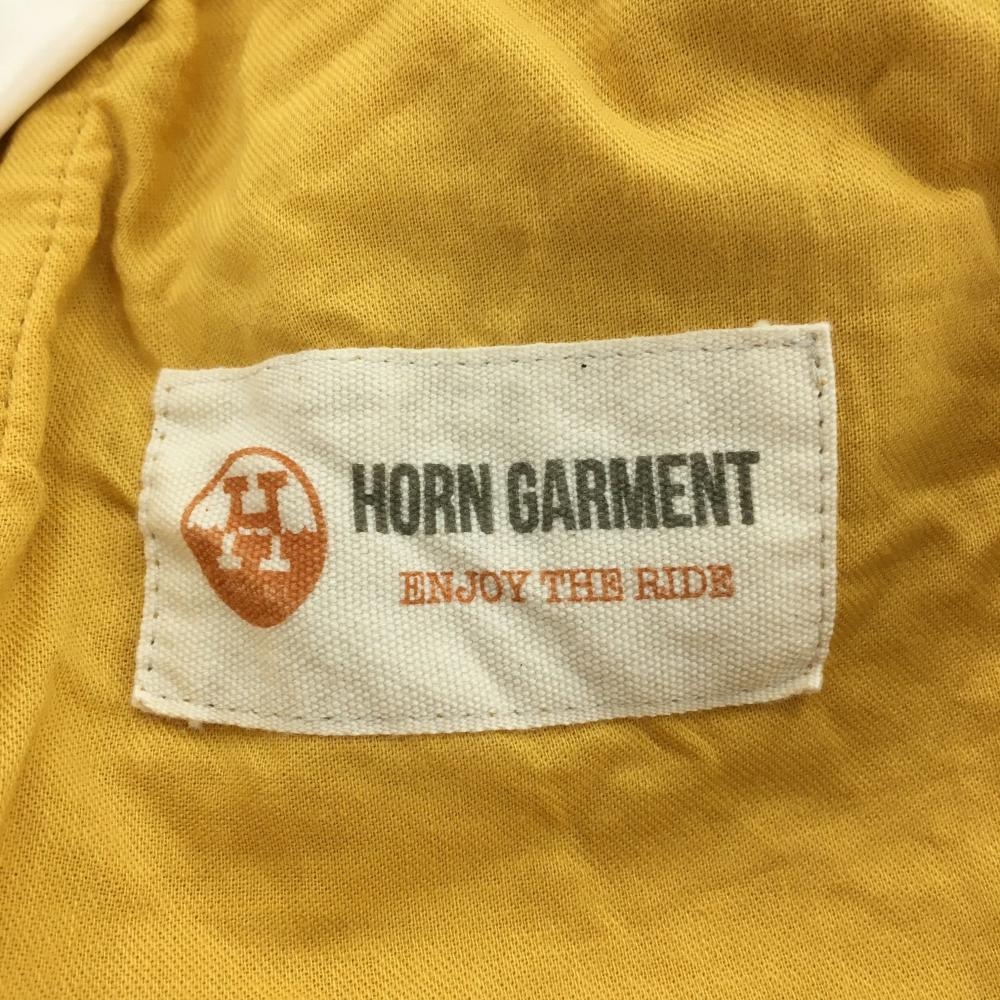 H
HORN GARMENT
ENJOY THE RIDE